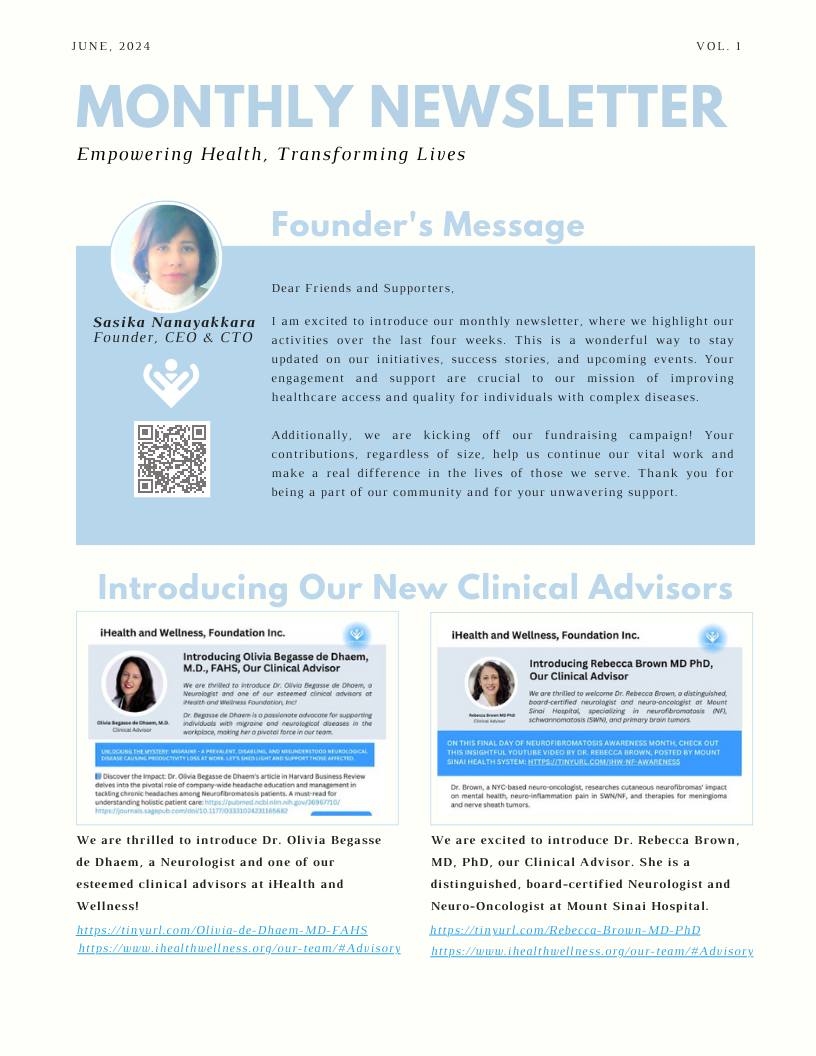 JUNE, 2024
VOL. 1
MONTHLY NEWSLETTER
Empowering Health, Transforming Lives
Founder's Message
Sasika Nanayakkara
Founder, CEO & CTO
Dear Friends and Supporters,
I am excited to introduce our monthly newsletter, where we highlight our
activities over the last four weeks. This is a wonderful way to stay
updated on our initiatives, success stories, and upcoming events. Your
engagement and support are crucial to our mission of improving
healthcare access and quality for individuals with complex diseases.
Additionally, we are kicking off our fundraising campaign! Your
contributions, regardless of size, help us continue our vital work and
make a real difference in the lives of those we serve. Thank you for
being a part of our community and for your unwavering support.
Introducing Our New Clinical Advisors
iHealth and Wellness, Foundation Inc.
Introducing Olivia Begasse de Dhaem,
M.D., FAHS, Our Clinical Advisor
We are thrilled to introduce Dr. Olivia Begasse de Dhaem, a
Neurologist and one of our esteemed clinical advisors at
iHealth and Wellness Foundation, Inc!
Dr. Begasse de Dhaem is a passionate advocate for supporting
individuals with migraine and neurological diseases in the
workplace, making her a pivotal force in our team.
Olivia Begasse de Dhaem, M.D.
Clinical Advisor
UNLOCKING THE MYSTERY: MIGRAINE - A PREVALENT, DISABLING, AND MISUNDERSTOOD NEUROLOGICAL
DISEASE CAUSING PRODUCTIVITY LOSS AT WORK. LET'S SHED LIGHT AND SUPPORT THOSE AFFECTED.
Discover the Impact: Dr. Olivia Begasse de Dhaem's article in Harvard Business Review
delves into the pivotal role of company-wide headache education and management in
tackling chronic headaches among Neurofibromatosis patients. A must-read for
understanding holistic patient care: https://pubmed.ncbi.nlm.nih.gov/36967710/
https://journals.sagepub.com/doi/10.1177/03331024231165682
We are thrilled to introduce Dr. Olivia Begasse
de Dhaem, a Neurologist and one of our
esteemed clinical advisors at iHealth and
Wellness!
https://tinyurl.com/Olivia-de-Dhaem-MD-FAHS
https://www.ihealthwellness.org/our-team/#Advisory
iHealth and Wellness, Foundation Inc.
Introducing Rebecca Brown MD PhD,
Our Clinical Advisor
We are thrilled to welcome Dr. Rebecca Brown, a distinguished,
board-certified neurologist and neuro-oncologist at Mount
Sinai Hospital, specializing in neurofibromatosis (NF),
schwannomatosis (SWN), and primary brain tumors.
Rebecca Brown MD PhD
Clinical Advisor
ON THIS FINAL DAY OF NEUROFIBROMATOSIS AWARENESS MONTH, CHECK OUT
THIS INSIGHTFUL YOUTUBE VIDEO BY DR. REBECCA BROWN, POSTED BY MOUNT
SINAI HEALTH SYSTEM: HTTPS://TINYURL.COM/IHW-NF-AWARENESS
Dr. Brown, a NYC-based neuro-oncologist, researches cutaneous neurofibromas' impact
on mental health, neuro-inflammation pain in SWN/NF, and therapies for meningioma
and nerve sheath tumors.
We are excited to introduce Dr. Rebecca Brown,
MD, PhD, our Clinical Advisor. She is a
distinguished, board-certified Neurologist and
Neuro-Oncologist at Mount Sinai Hospital.
https://tinyurl.com/Rebecca-Brown-MD-PhD
https://www.ihealthwellness.org/our-team/#Advisory